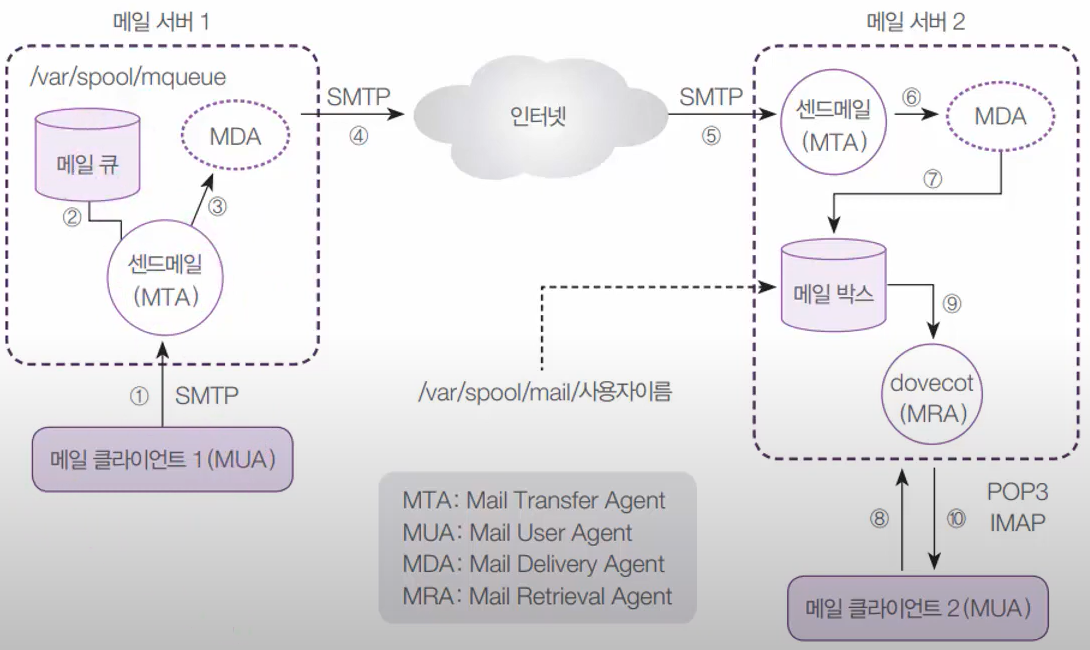 메일 서버 1
/var/spool/mqueue
메일 큐
MDA
②
③
센드메일
(MTA)
①
SMTP
메일 클라이언트 1(MUA)
SMTP
④
인터넷
SMTP
⑤
메일 서버 2
센드메일
(MTA)
⑥
MDA
⑦
메일 박스
⑨
/var/spool/mail/사용자이름
dovecot
(MRA)
⑧
⑩
POP3
IMAP
메일 클라이언트 2(MUA)
MTA: Mail Transfer Agent
MUA: Mail User Agent
MDA: Mail Delivery Agent
MRA: Mail Retrieval Agent